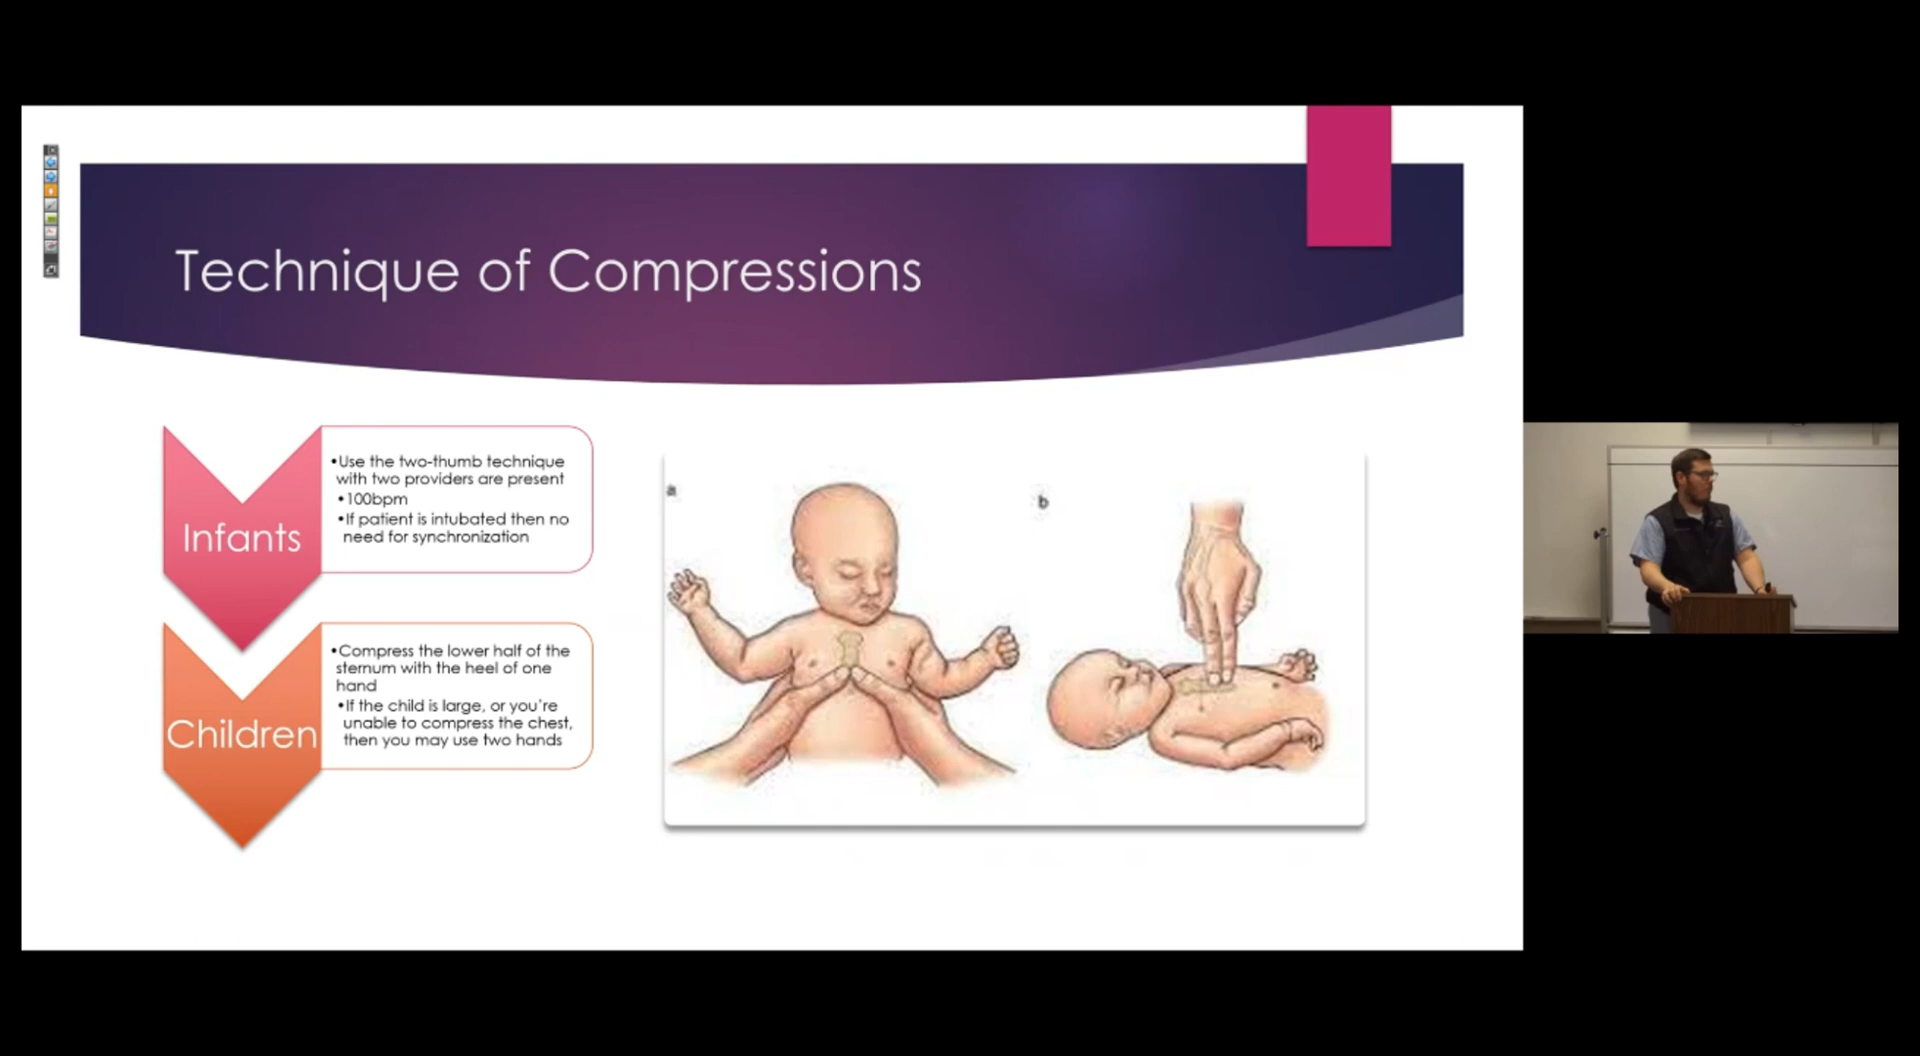 Technique of Compressions
Infants
•Use the two-thumb technique
with two providers are present
•100bpm
•If patient is intubated then no
need for synchronization
Children
•Compress the lower half of the
sternum with the heel of one
hand
•If the child is large, or you're
unable to compress the chest,
then you may use two hands
a
b